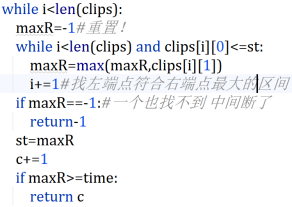 while i<len(clips):
    maxR=-1#重置！
    while i<len(clips) and clips[i][0]<=st:
        maxR=max(maxR,clips[i][1])
        i+=1#找左端点符合右端点最大的区间
    if maxR==-1:#一个也找不到 中间断了
        return-1
    st=maxR
    c+=1
    if maxR>=time:
        return c